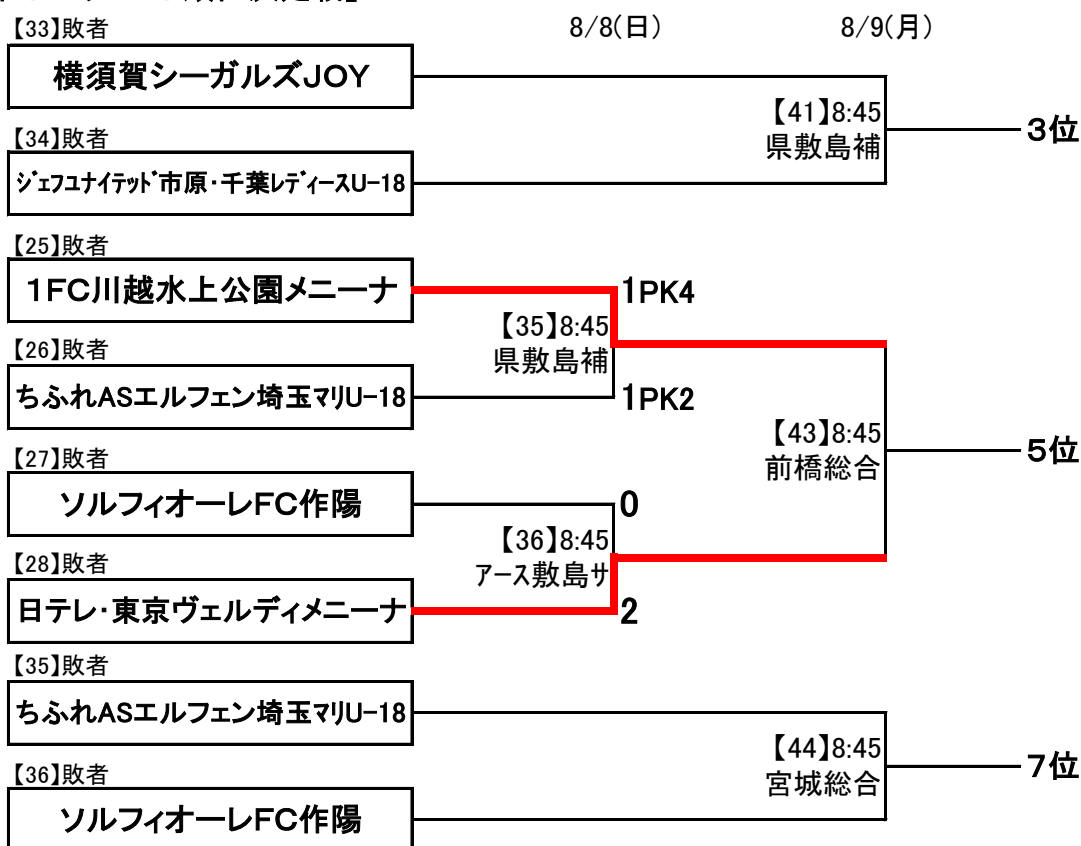 8/8(日) 8/9(月)
【33】敗者
横須賀シーガルズJOY
【41】8:45
県敷島補
3位
【34】敗者
ジェフユナイテッド市原・千葉レディースU-18
【25】敗者
1FC川越水上公園メニーナ
1PK4
【35】8:45
県敷島補
【26】敗者
ちふれASエルフェン埼玉マリU-18
1PK2
【43】8:45
前橋総合
5位
【27】敗者
ソルフィオーレFC作陽
0
【36】8:45
アース敷島サ
【28】敗者
日テレ・東京ヴェルディメニーナ
2
【35】敗者
ちふれASエルフェン埼玉マリU-18
【44】8:45
宮城総合
7位
【36】敗者
ソルフィオーレFC作陽